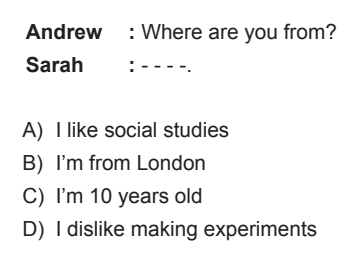 Andrew : Where are you from?
Sarah : - - - -.
A) I like social studies
B) I’m from London
C) I’m 10 years old
D) I dislike making experiments